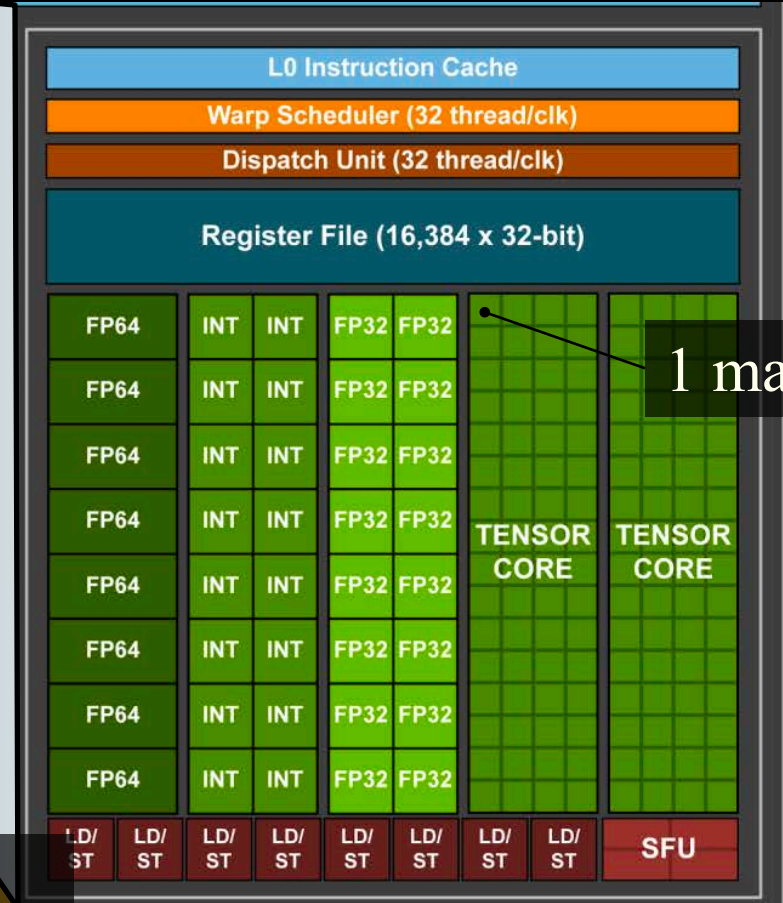 L0 Instruction Cache
Warp Scheduler (32 thread/clk)
Dispatch Unit (32 thread/clk)
Register File (16,384 x 32-bit)
FP64 INT INT FP32 FP32
1 ma
FP64 INT INT FP32 FP32
FP64 INT INT FP32 FP32
FP64 INT INT FP32 FP32
TENSOR CORE TENSOR CORE
FP64 INT INT FP32 FP32
FP64 INT INT FP32 FP32
FP64 INT INT FP32 FP32
FP64 INT INT FP32 FP32
LD/ LD/ LD/ LD/ LD/ LD/ LD/ LD/ SFU
ST ST ST ST ST ST ST ST